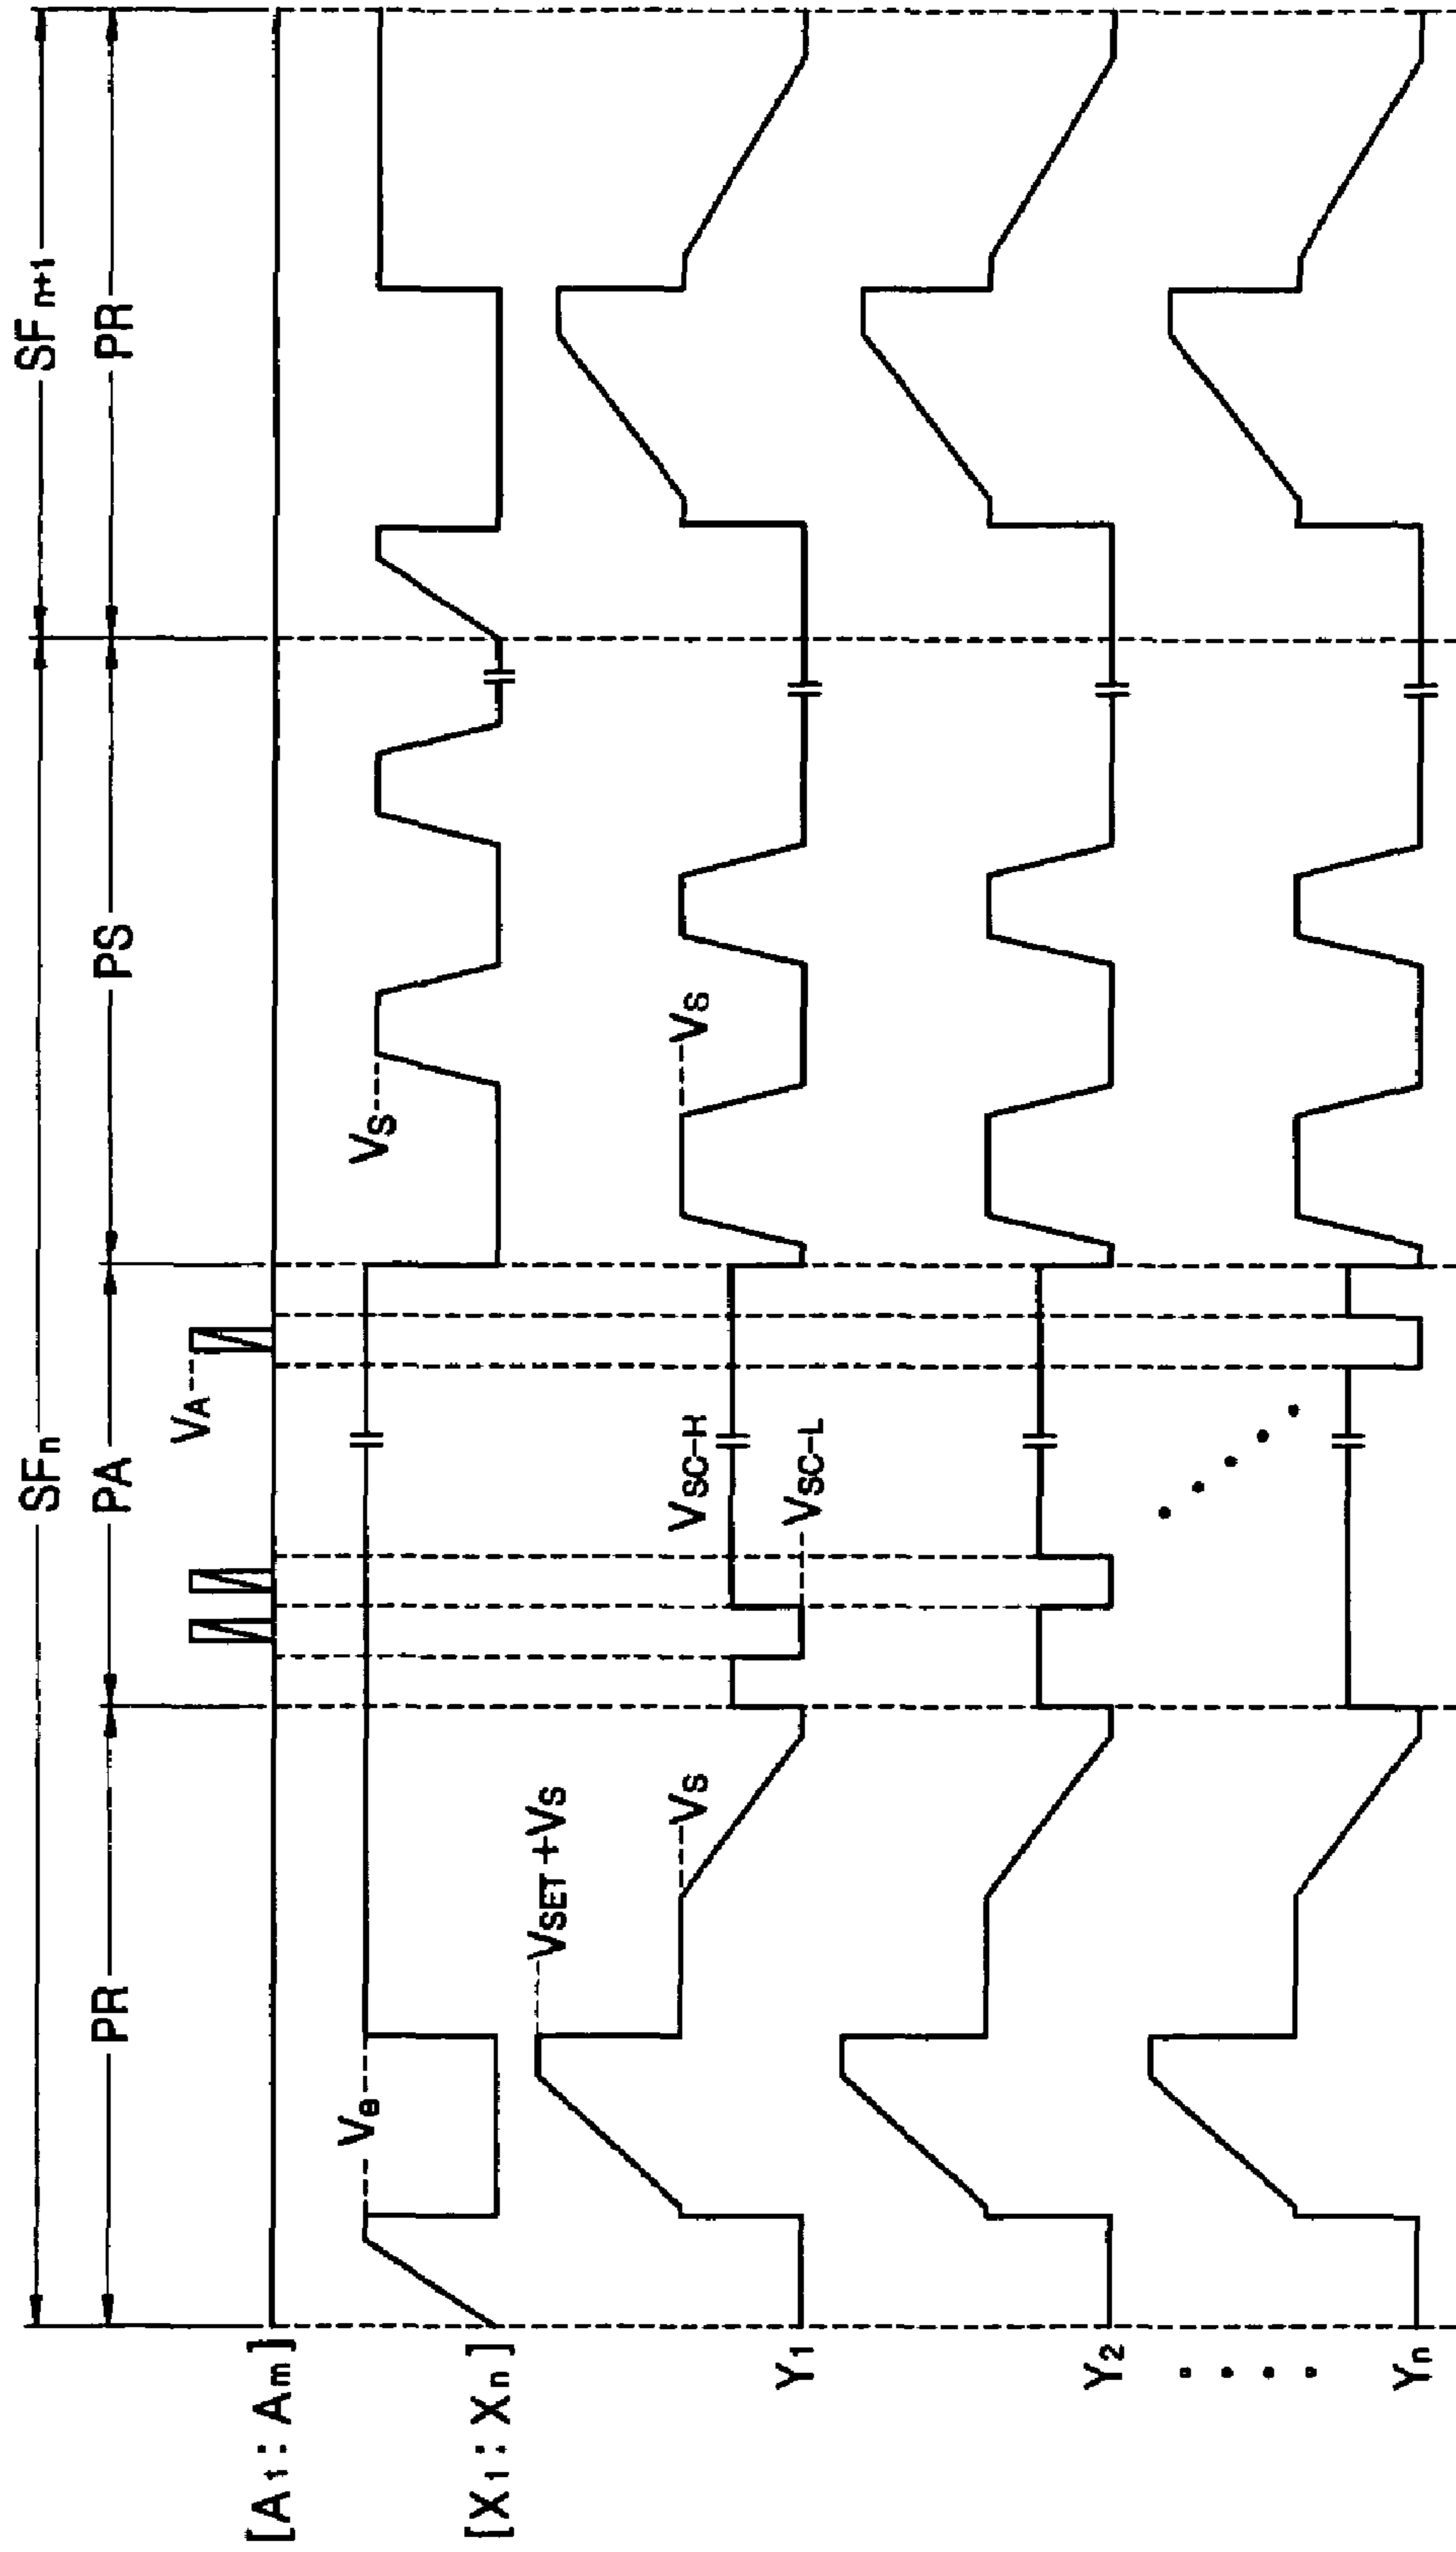 SFn
SFn+1
PR
PA
PS
PR
[A1 : Am]
VA
[X1 : Xn]
Ve
VS
VSET+VS
Y1
VS
VSC-H
VSC-L
VS
Y2
Yn